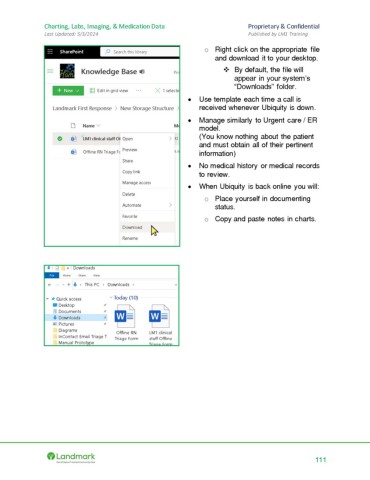 Charting, Labs, Imaging, & Medication Data
Proprietary & Confidential
Last Updated: 5/3/2024
Published by LM1 Training
SharePoint
Search this library
Knowledge Base
+ New
Edit in grid view
1 selected
Landmark First Response > New Storage Structure
Name
LM1 clinical staff Of
Offline RN Triage F
Open
Preview
Share
Copy link
Manage access
Delete
Automate
Favorite
Download
Rename
o Right click on the appropriate file
and download it to your desktop.
❖ By default, the file will
appear in your system's
"Downloads" folder.
• Use template each time a call is
received whenever Ubiquity is down.
• Manage similarly to Urgent care / ER
model.
(You know nothing about the patient
and must obtain all of their pertinent
information)
• No medical history or medical records
to review.
• When Ubiquity is back online you will:
o Place yourself in documenting
status.
o Copy and paste notes in charts.
Downloads
File Home Share View
This PC > Downloads
Quick access
Desktop
Documents
Downloads
Pictures
Diagrams
InContact Email Triage T
Manual Prototype
Today (10)
Offline RN
Triage Form
LM1 clinical
staff Offline
Triage Form
Landmark
111